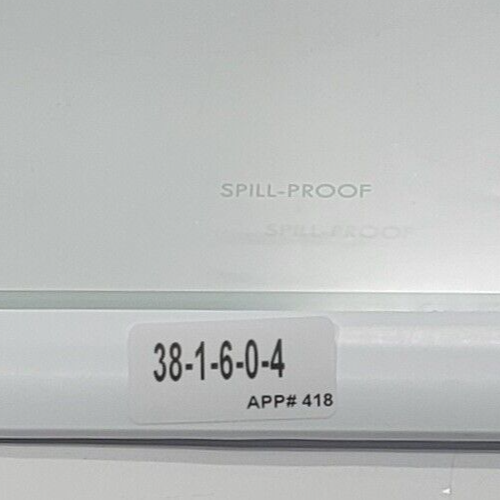 SPILL-PROOF
SPILL-PROOF
38-1-6-0-4
APP# 418